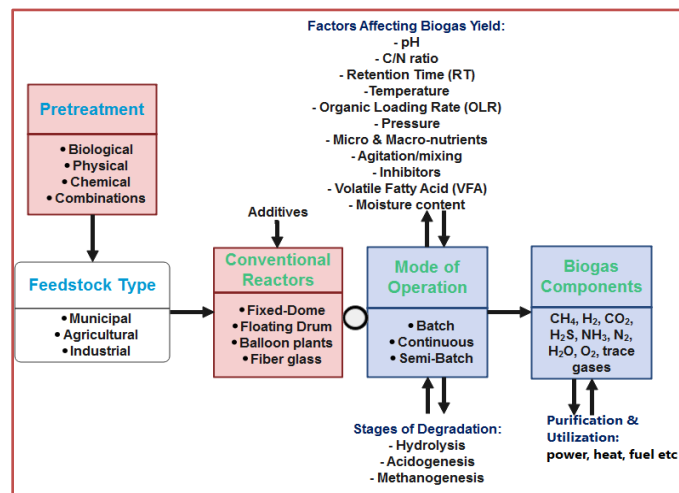 Factors Affecting Biogas Yield:
- pH
- C/N ratio
- Retention Time (RT)
-Temperature
- Organic Loading Rate (OLR)
- Pressure
- Micro & Macro-nutrients
- Agitation/mixing
- Inhibitors
- Volatile Fatty Acid (VFA)
- Moisture content
Pretreatment
• Biological
• Physical
• Chemical
• Combinations
Feedstock Type
• Municipal
• Agricultural
• Industrial
Additives
Conventional
Reactors
• Fixed-Dome
• Floating Drum
• Balloon plants
• Fiber glass
Mode of
Operation
• Batch
• Continuous
• Semi-Batch
Biogas
Components
CH₄, H₂, CO₂,
H₂S, NH₃, N₂,
H₂O, O₂, trace
gases
Stages of Degradation:
- Hydrolysis
- Acidogenesis
- Methanogenesis
Purification &
Utilization:
power, heat, fuel etc